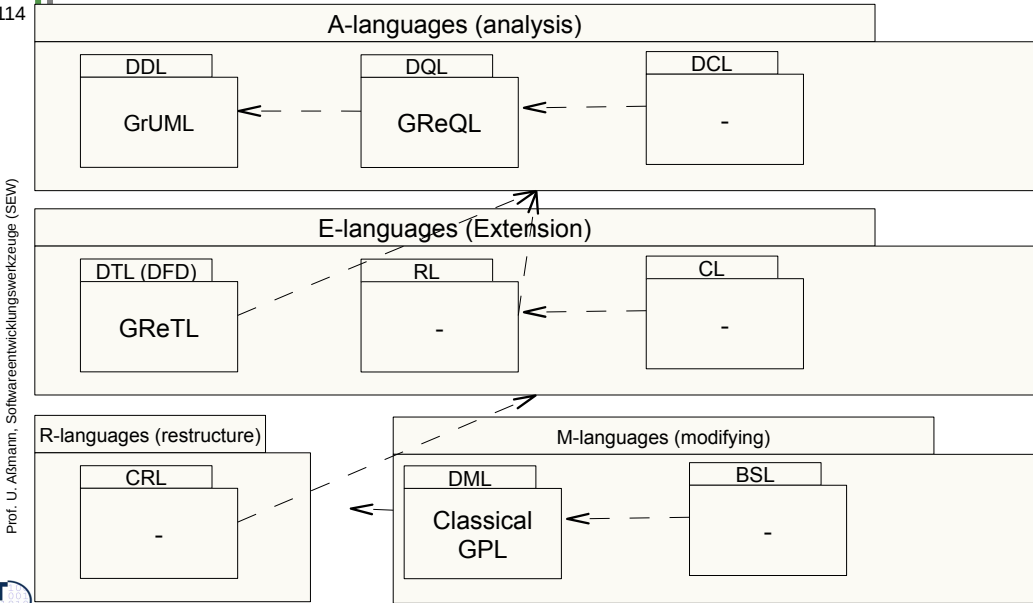 114
A-languages (analysis)
DDL
GrUML
DQL
GReQL
DCL
-
E-languages (Extension)
DTL (DFD)
GReTL
RL
-
CL
-
R-languages (restructure)
CRL
-
M-languages (modifying)
DML
Classical
GPL
BSL
-
Prof. U. Aßmann, Softwareentwicklungswerkzeuge (SEW)